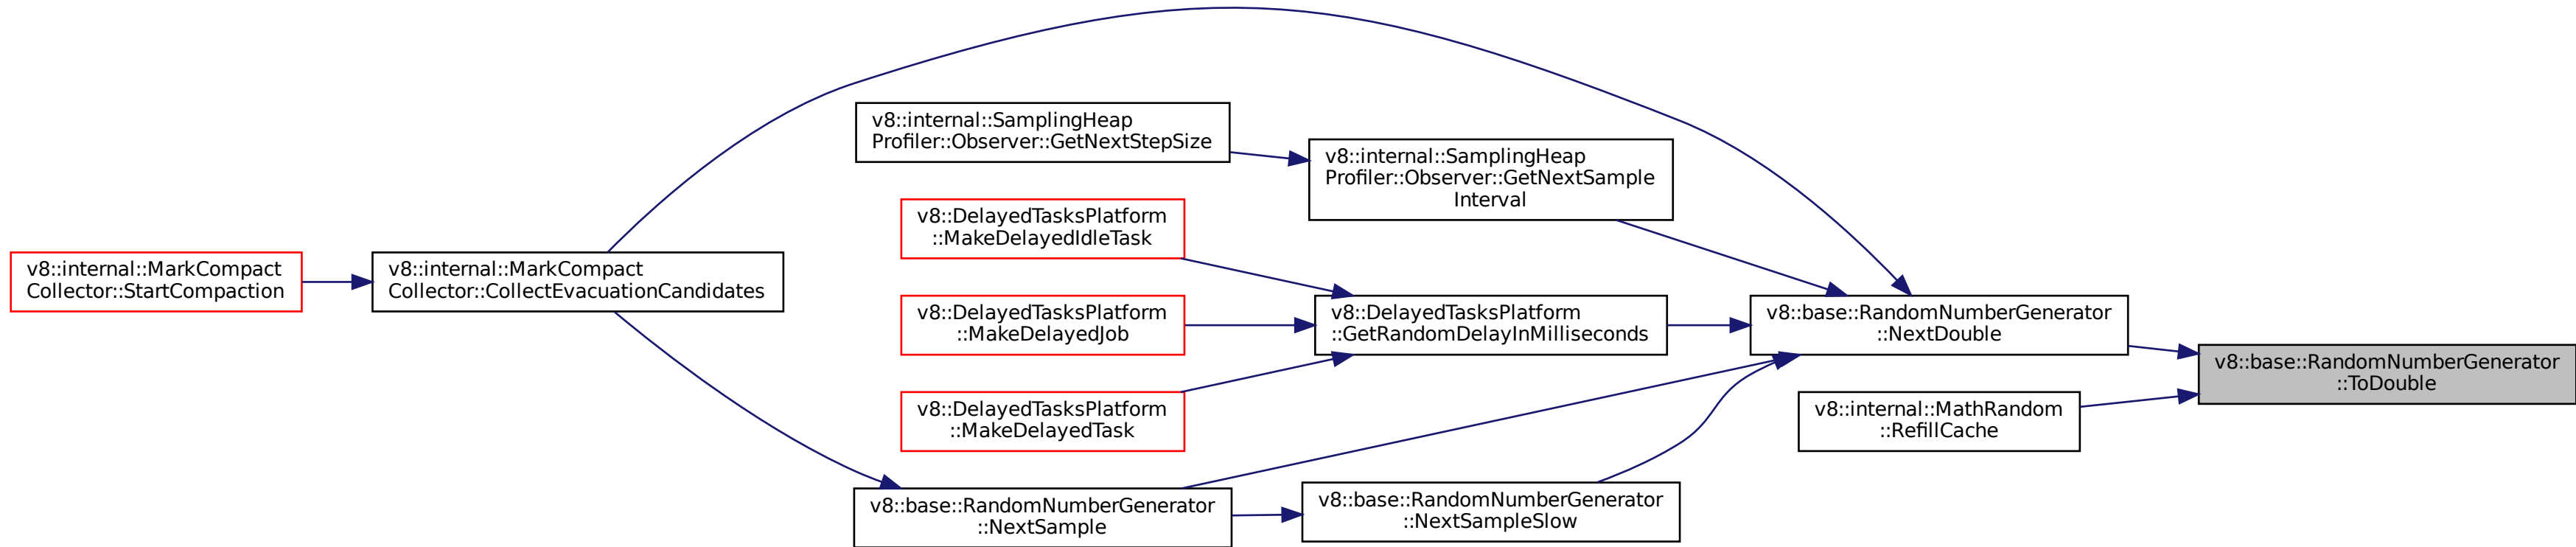 v8::internal::SamplingHeap
Profiler::Observer::GetNextStepSize
v8::internal::SamplingHeap
Profiler::Observer::GetNextSample
Interval
v8::DelayedTasksPlatform
::MakeDelayedIdleTask
v8::internal::MarkCompact
Collector::StartCompaction
v8::internal::MarkCompact
Collector::CollectEvacuationCandidates
v8::DelayedTasksPlatform
::MakeDelayedJob
v8::DelayedTasksPlatform
::GetRandomDelayInMilliseconds
v8::base::RandomNumberGenerator
::NextDouble
v8::base::RandomNumberGenerator
::ToDouble
v8::DelayedTasksPlatform
::MakeDelayedTask
v8::internal::MathRandom
::RefillCache
v8::base::RandomNumberGenerator
::NextSample
v8::base::RandomNumberGenerator
::NextSampleSlow